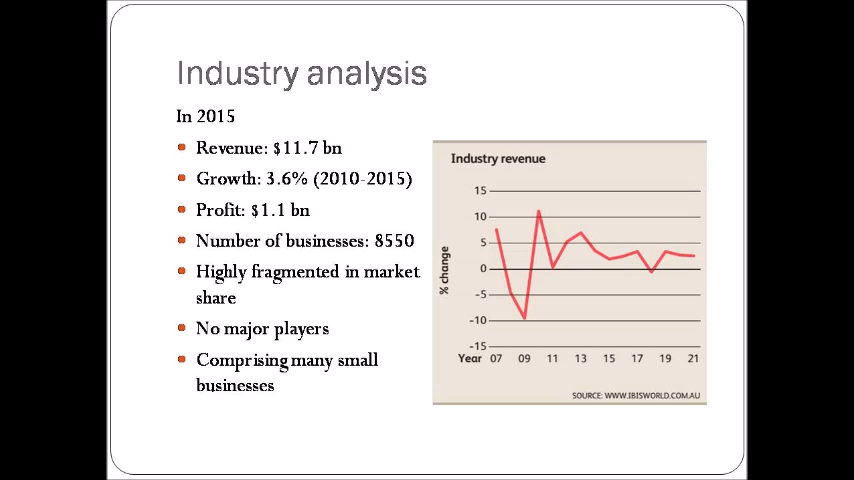 Industry analysis
In 2015
Revenue: $11.7 bn
Growth: 3.6% (2010-2015)
Profit: $1.1 bn
Number of businesses: 8550
Highly fragmented in market
share
No major players
Comprising many small
businesses
Industry revenue
% change
15
10
5
0
-5
-10
-15
Year 07 09 11 13 15 17 19 21
SOURCE: WWW.IBISWORLD.COM.AU